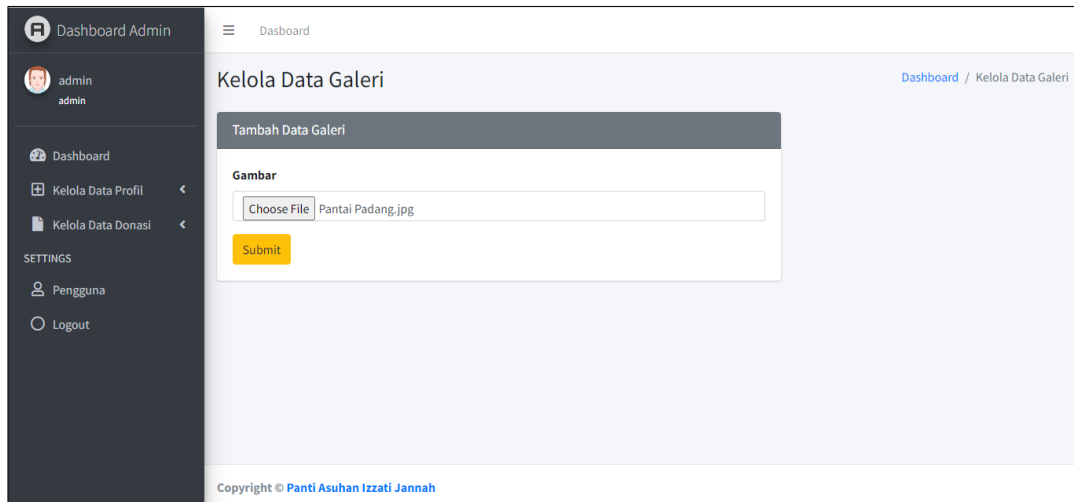 Dashboard Admin
Dasboard
admin
admin
Dashboard
Kelola Data Profil
Kelola Data Donasi
SETTINGS
Pengguna
Logout
Kelola Data Galeri
Dashboard / Kelola Data Galeri
Tambah Data Galeri
Gambar
Choose File Pantai Padang.jpg
Submit
Copyright © Panti Asuhan Izzati Jannah